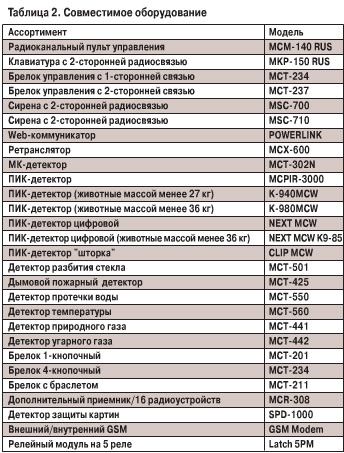 Таблица 2. Совместимое оборудование
Ассортимент Модель
Радиоканальный пульт управления MCM-140 RUS
Клавиатура с 2-сторонней радиосвязью MKP-150 RUS
Брелок управления с 1-сторонней связью MCT-234
Брелок управления с 2-сторонней связью MCT-237
Сирена с 2-сторонней радиосвязью MSC-700
Сирена с 2-сторонней радиосвязью MSC-710
Web-коммуникатор POWERLINK
Ретранслятор MCX-600
МК-детектор MCT-302N
ПИК-детектор MCPIR-3000
ПИК-детектор (животные массой менее 27 кг) K-940MCW
ПИК-детектор (животные массой менее 36 кг) K-980MCW
ПИК-детектор цифровой NEXT MCW
ПИК-детектор цифровой (животные массой менее 36 кг) NEXT MCW K9-85
ПИК-детектор "шторка" CLIP MCW
Детектор разбития стекла MCT-501
Дымовой пожарный детектор MCT-425
Детектор протечки воды MCT-550
Детектор температуры MCT-560
Детектор природного газа MCT-441
Детектор угарного газа MCT-442
Брелок 1-кнопочный MCT-201
Брелок 4-кнопочный MCT-234
Брелок с браслетом MCT-211
Дополнительный приемник/16 радиоустройств MCR-308
Детектор защиты картин SPD-1000
Внешний/внутренний GSM GSM Modem
Релейный модуль на 5 реле Latch 5PM